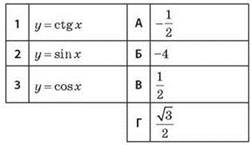 1 y = ctg x А −1/2
2 y = sin x Б −4
3 y = cos x В 1/2
Г √3/2